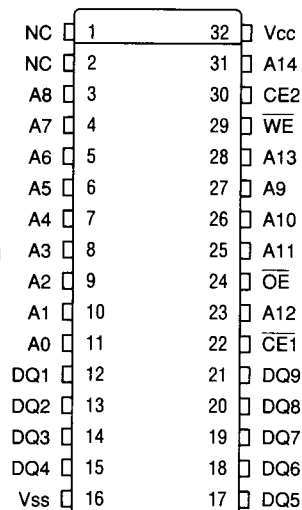 NC 1 32 Vcc
NC 2 31 A14
A8 3 30 CE2
A7 4 29 W̅E̅
A6 5 28 A13
A5 6 27 A9
A4 7 26 A10
A3 8 25 A11
A2 9 24 O̅E̅
A1 10 23 A12
A0 11 22 C̅E̅1̅
DQ1 12 21 DQ9
DQ2 13 20 DQ8
DQ3 14 19 DQ7
DQ4 15 18 DQ6
Vss 16 17 DQ5